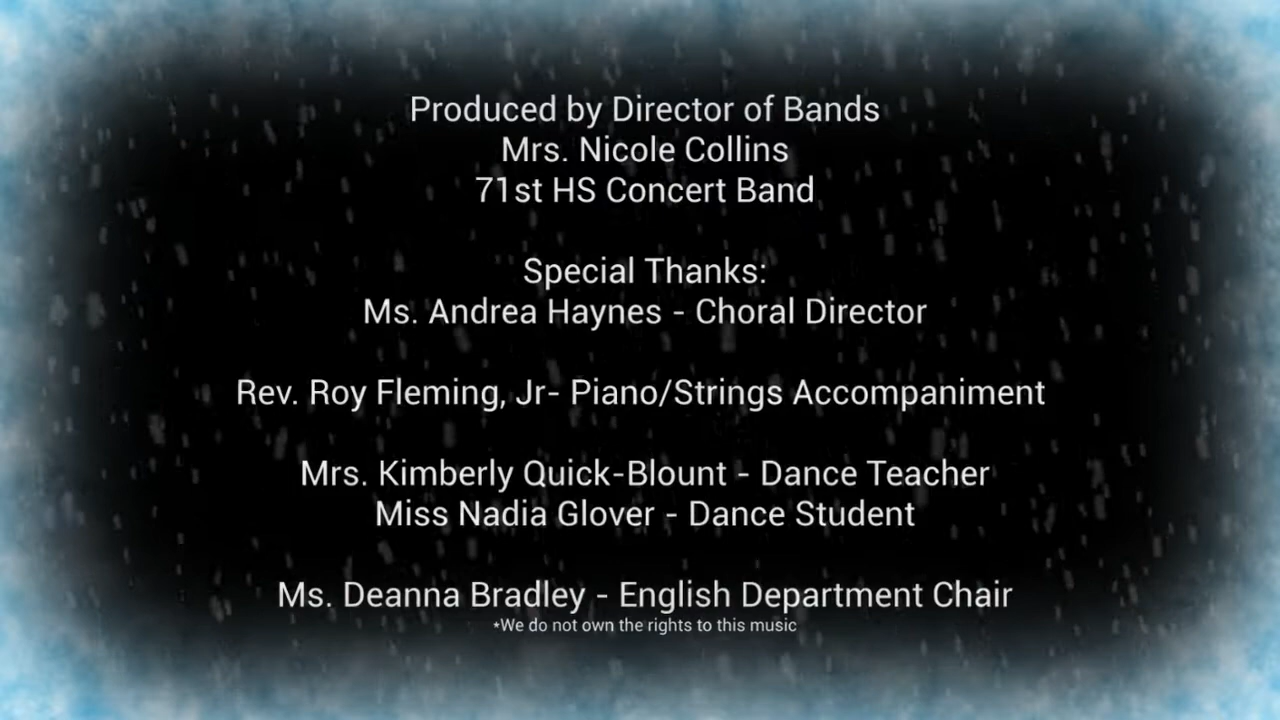 Produced by Director of Bands
Mrs. Nicole Collins
71st HS Concert Band
Special Thanks:
Ms. Andrea Haynes - Choral Director
Rev. Roy Fleming, Jr- Piano/Strings Accompaniment
Mrs. Kimberly Quick-Blount - Dance Teacher
Miss Nadia Glover - Dance Student
Ms. Deanna Bradley - English Department Chair
*We do not own the rights to this music